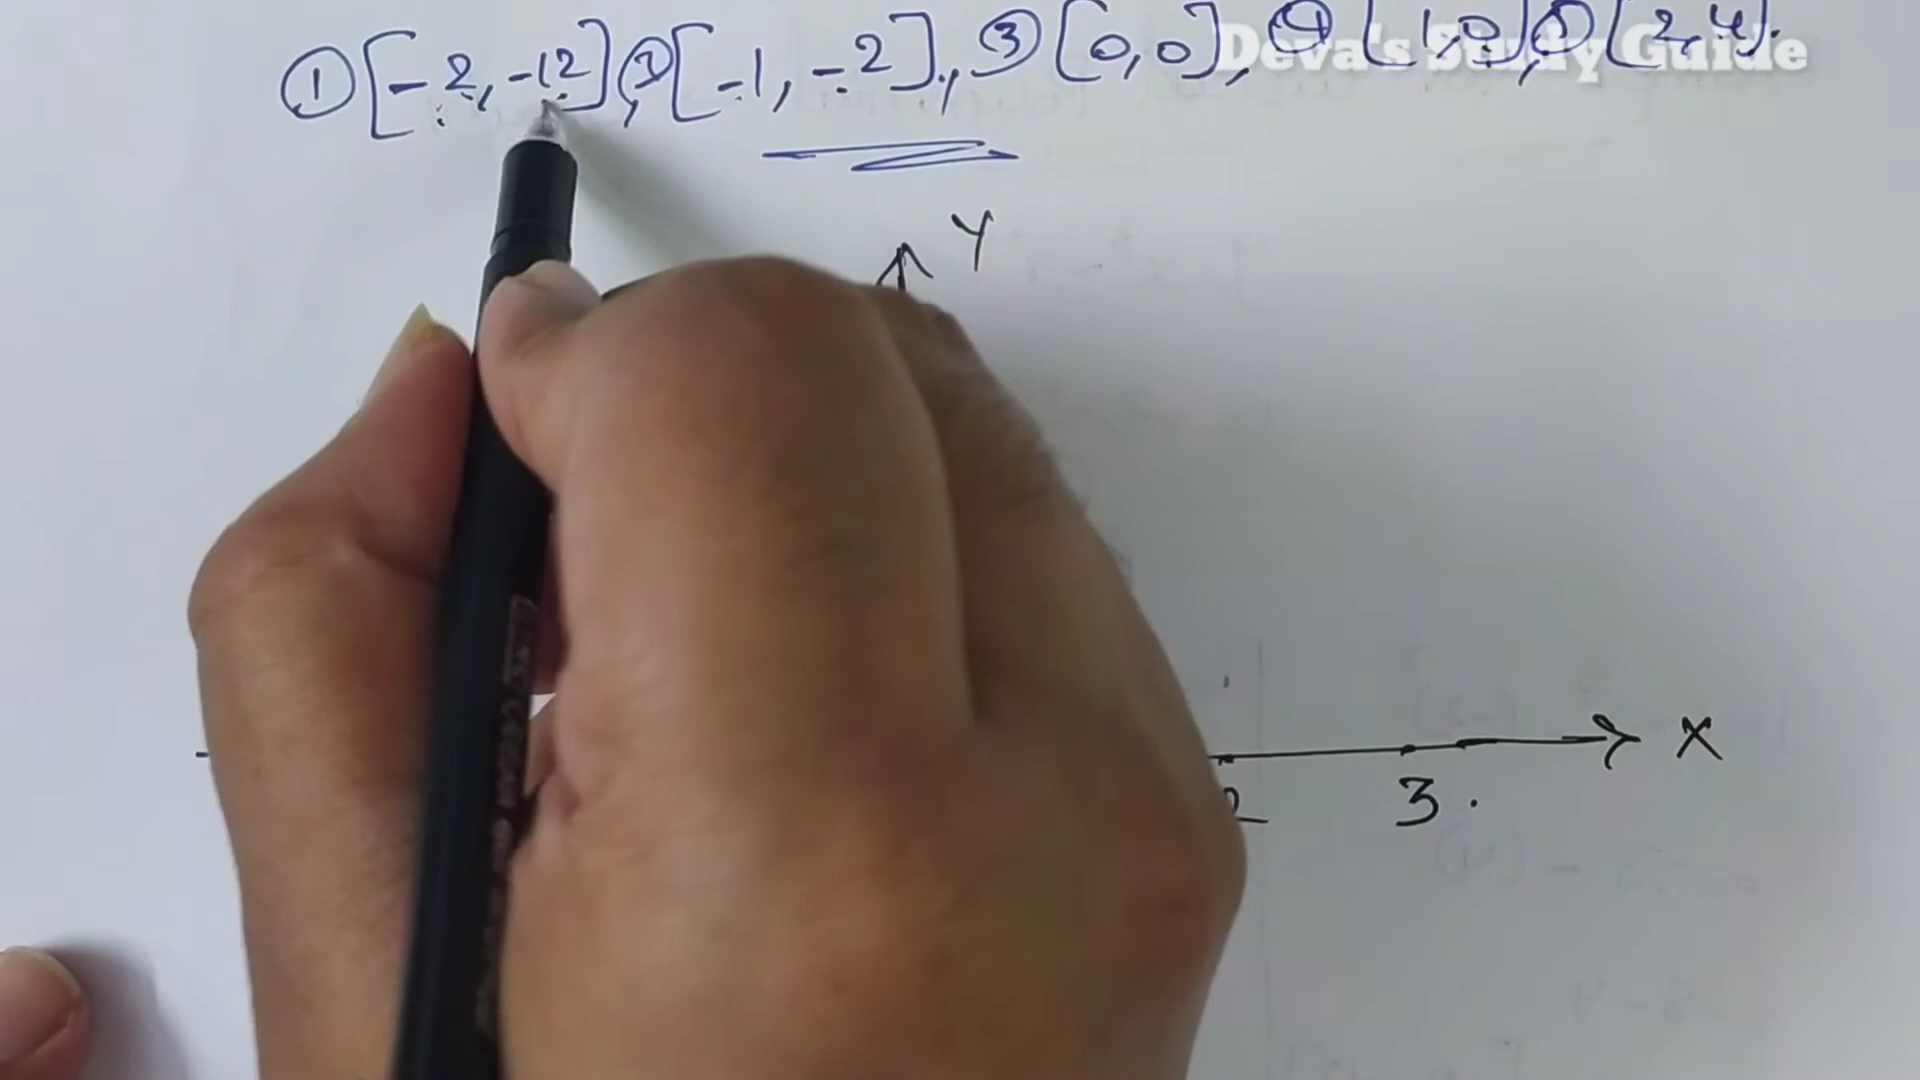 ① [-2, -12], ② [-1, -2], ③ [0,0], ④ [1,0], ⑤ [2,4].
Deva's Study Guide
Y
X
2 3